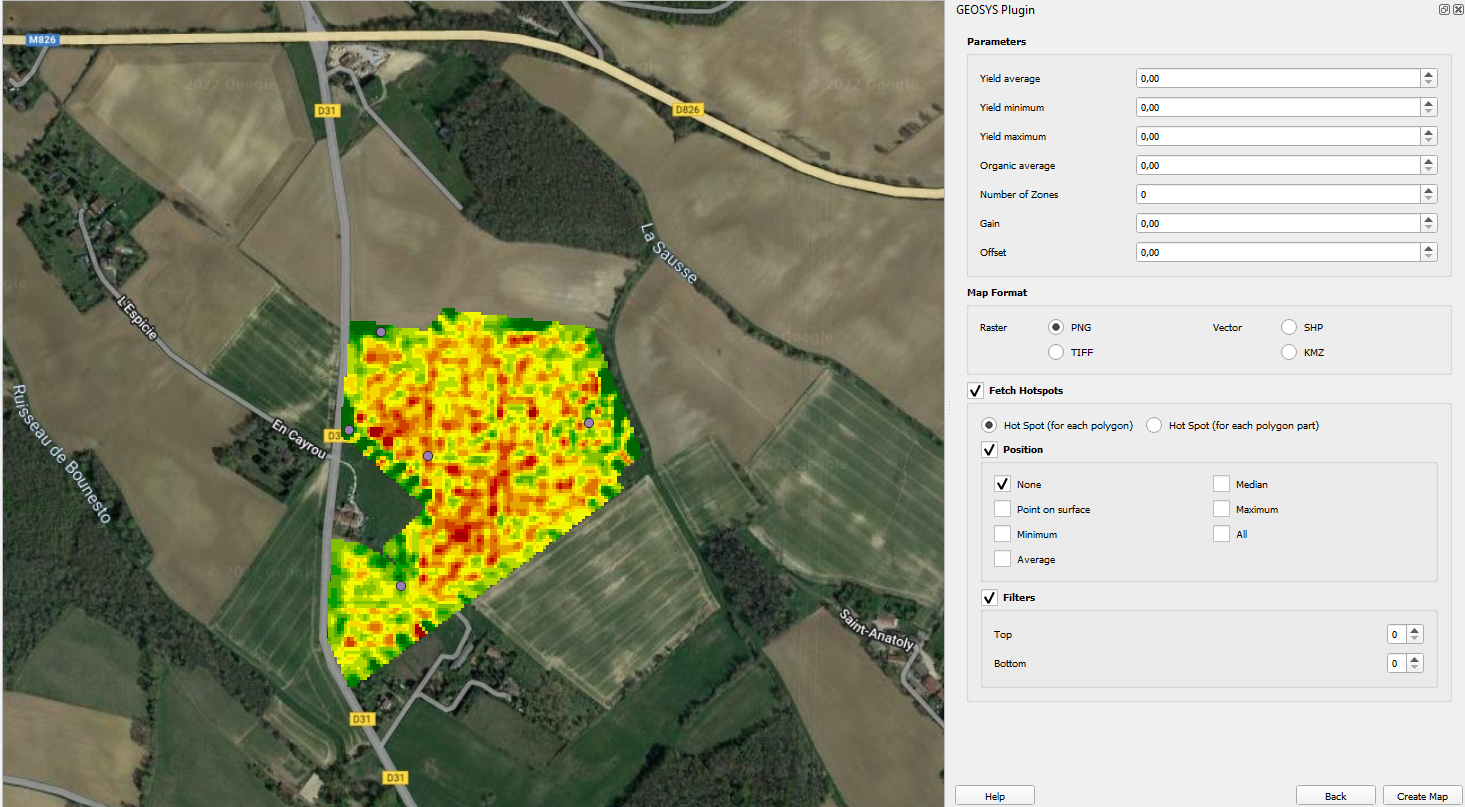 M826
2022 Google
D31
D826
La Sausse
L'Espicie
Ruisseau de Bounesto
En Cayrou
D3
Saint-Anatoly
D31
D31
GEOSYS Plugin
Parameters
Yield average 0,00
Yield minimum 0,00
Yield maximum 0,00
Organic average 0,00
Number of Zones 0
Gain 0,00
Offset 0,00
Map Format
Raster PNG Vector SHP
TIFF KMZ
Fetch Hotspots
Hot Spot (for each polygon) Hot Spot (for each polygon part)
Position
None Median
Point on surface Maximum
Minimum All
Average
Filters
Top 0
Bottom 0
Help Back Create Map